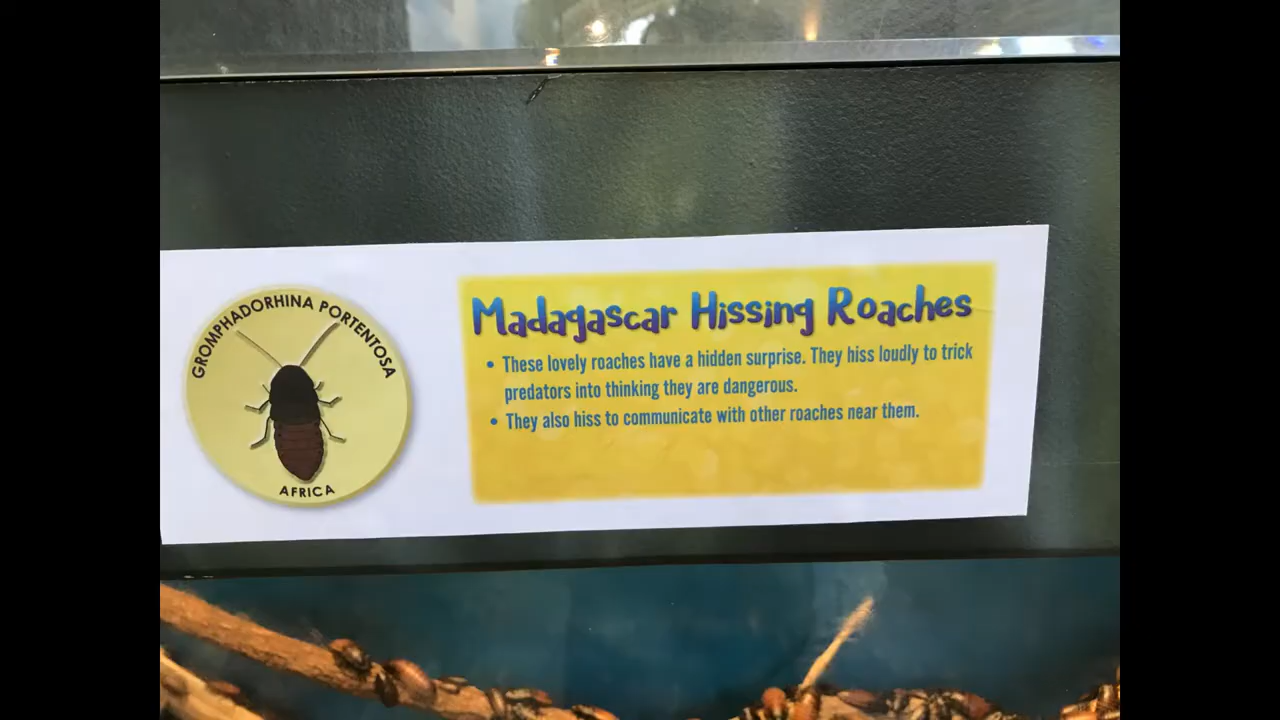 GROMPHADORHINA PORTENTOSA
AFRICA
Madagascar Hissing Roaches
• These lovely roaches have a hidden surprise. They hiss loudly to trick
predators into thinking they are dangerous.
• They also hiss to communicate with other roaches near them.